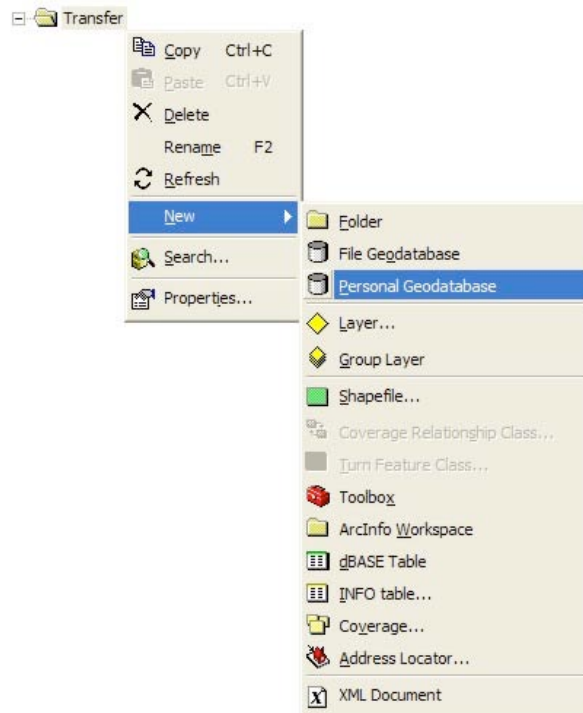 Transfer
Copy Ctrl+C
Paste Ctrl+V
Delete
Rename F2
Refresh
New
Search...
Properties...
Folder
File Geodatabase
Personal Geodatabase
Layer...
Group Layer
Shapefile...
Coverage Relationship Class...
Turn Feature Class...
Toolbox
ArcInfo Workspace
dBASE Table
INFO table...
Coverage...
Address Locator...
XML Document